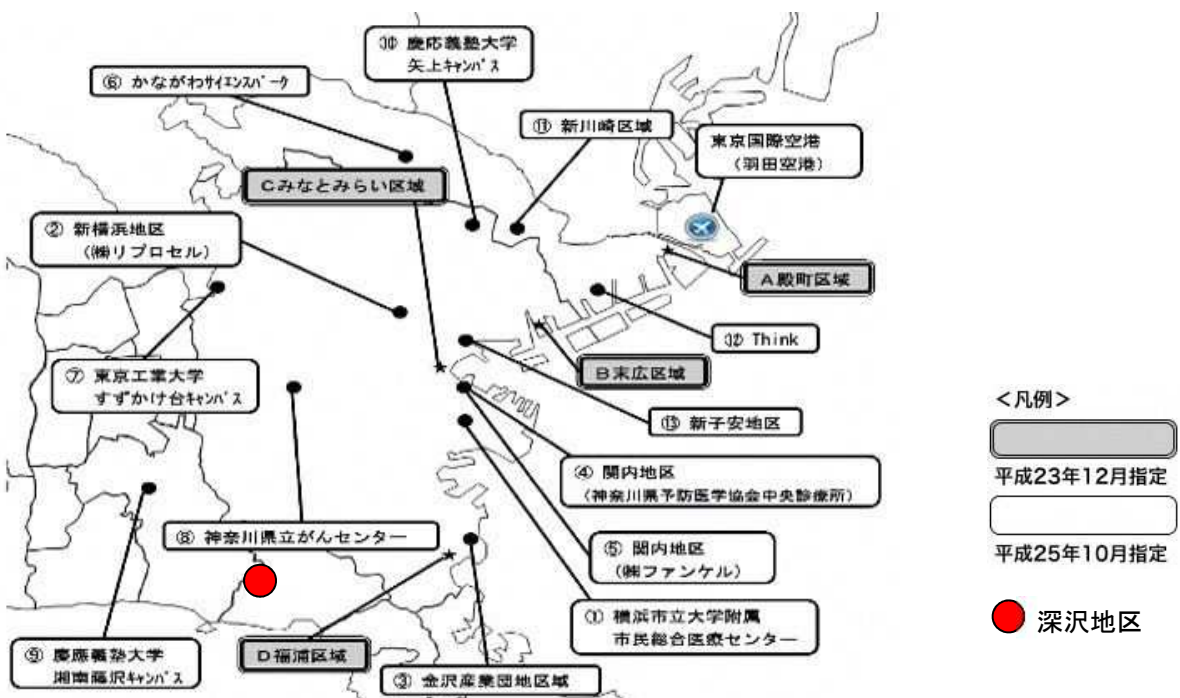 ⑩ 慶応義塾大学
矢上ｷｬﾝﾊﾟｽ
⑥ かながわｻｲｴﾝｽﾊﾟｰｸ
⑪ 新川崎区域
東京国際空港
(羽田空港)
Cみなとみらい区域
② 新横浜地区
(㈱リプロセル)
A殿町区域
⑫ Think
⑦ 東京工業大学
すずかけ台ｷｬﾝﾊﾟｽ
B末広区域
⑬ 新子安地区
④ 関内地区
(神奈川県予防医学協会中央診療所)
⑧ 神奈川県立がんセンター
⑤ 関内地区
(㈱ファンケル)
① 横浜市立大学附属
市民総合医療センター
⑨ 慶應義塾大学
湘南藤沢ｷｬﾝﾊﾟｽ
D福浦区域
③ 金沢産業団地区域
＜凡例＞
平成23年12月指定
平成25年10月指定
深沢地区